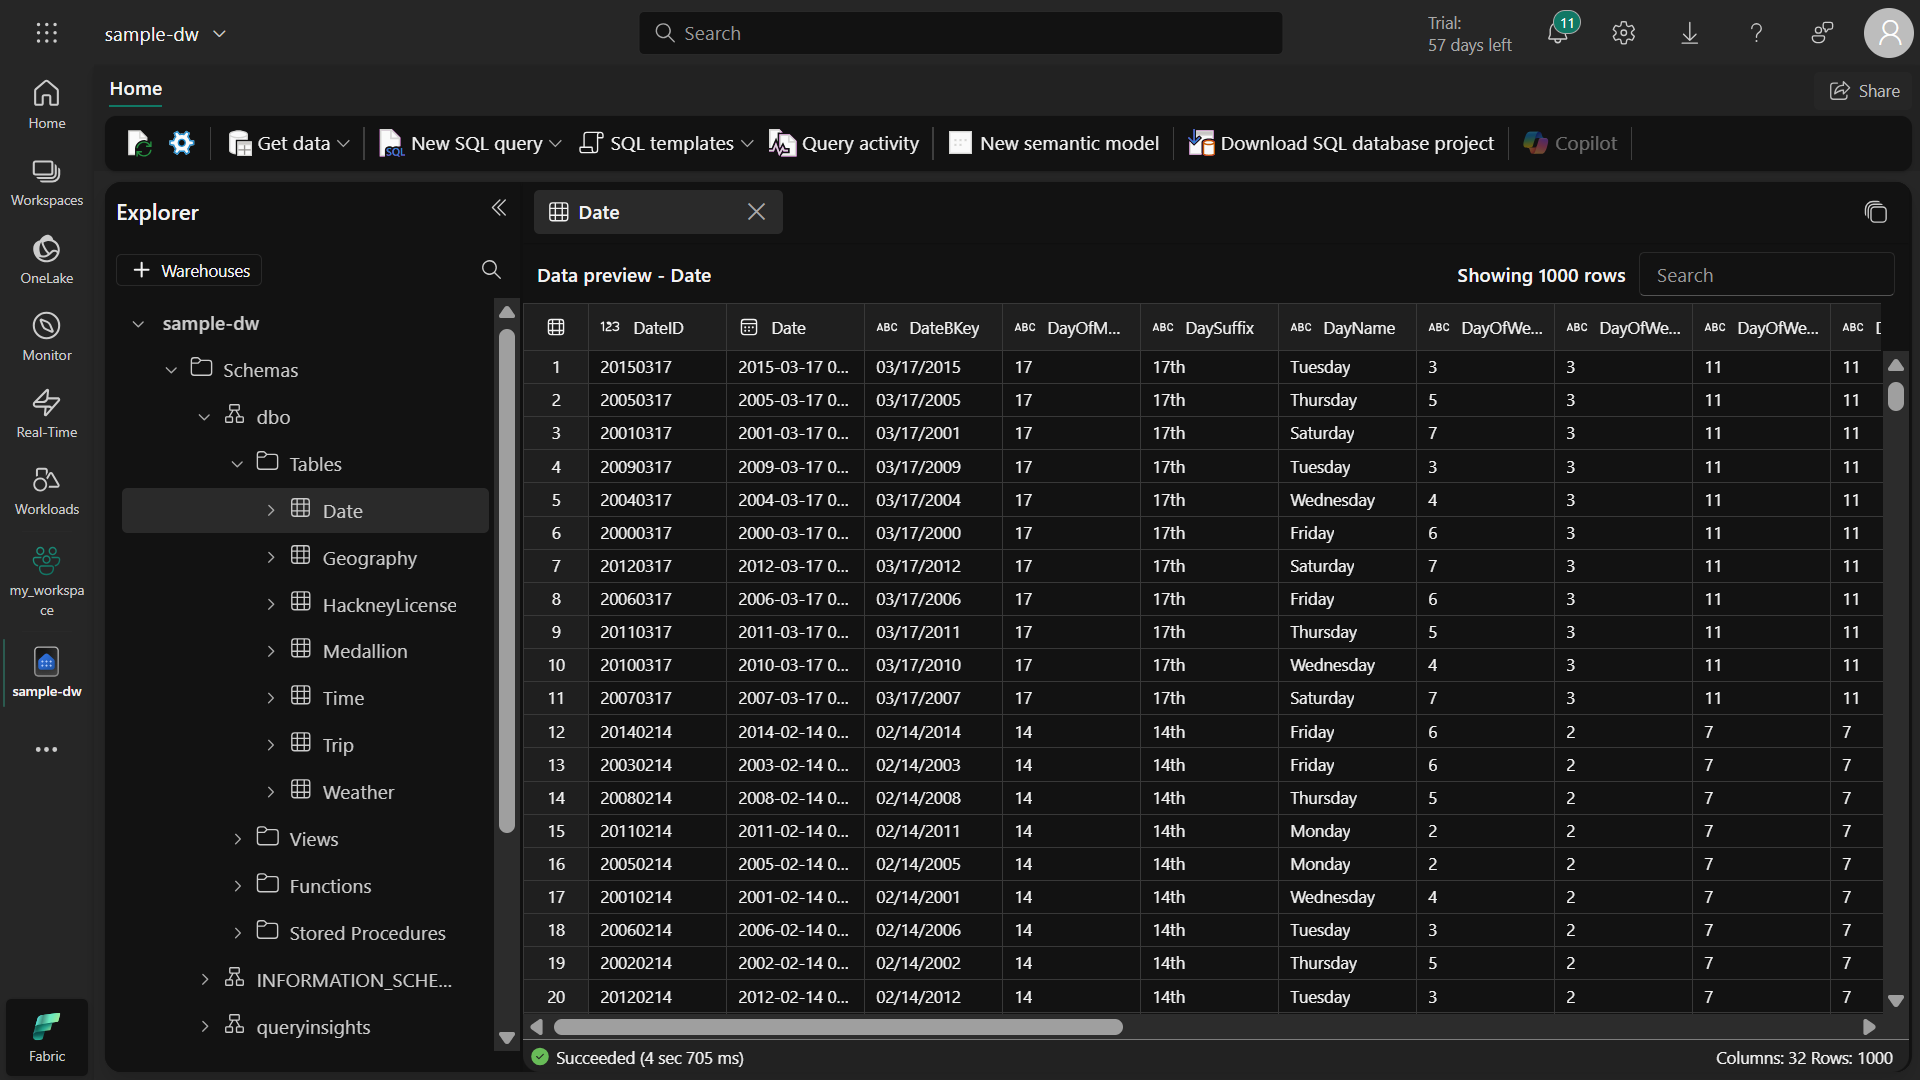 sample-dw
Search
Trial:
57 days left
11
Home
Share
Get data
New SQL query
SQL templates
Query activity
New semantic model
Download SQL database project
Copilot
Home
Workspaces
OneLake
Monitor
Real-Time
Workloads
my_workspa
ce
sample-dw
Fabric
Explorer
Warehouses
sample-dw
Schemas
dbo
Tables
Date
Geography
HackneyLicense
Medallion
Time
Trip
Weather
Views
Functions
Stored Procedures
INFORMATION_SCHE...
queryinsights
Date
Data preview - Date
Showing 1000 rows
Search
123 DateID ABC Date ABC DateBKey ABC DayOfM... ABC DaySuffix ABC DayName ABC DayOfWe... ABC DayOfWe... ABC DayOfWe... ABC
1 20150317 2015-03-17 0... 03/17/2015 17 17th Tuesday 3 3 11 11
2 20050317 2005-03-17 0... 03/17/2005 17 17th Thursday 5 3 11 11
3 20010317 2001-03-17 0... 03/17/2001 17 17th Saturday 7 3 11 11
4 20090317 2009-03-17 0... 03/17/2009 17 17th Tuesday 3 3 11 11
5 20040317 2004-03-17 0... 03/17/2004 17 17th Wednesday 4 3 11 11
6 20000317 2000-03-17 0... 03/17/2000 17 17th Friday 6 3 11 11
7 20120317 2012-03-17 0... 03/17/2012 17 17th Saturday 7 3 11 11
8 20060317 2006-03-17 0... 03/17/2006 17 17th Friday 6 3 11 11
9 20110317 2011-03-17 0... 03/17/2011 17 17th Thursday 5 3 11 11
10 20100317 2010-03-17 0... 03/17/2010 17 17th Wednesday 4 3 11 11
11 20070317 2007-03-17 0... 03/17/2007 17 17th Saturday 7 3 11 11
12 20140214 2014-02-14 0... 02/14/2014 14 14th Friday 6 2 7 7
13 20030214 2003-02-14 0... 02/14/2003 14 14th Friday 6 2 7 7
14 20080214 2008-02-14 0... 02/14/2008 14 14th Thursday 5 2 7 7
15 20110214 2011-02-14 0... 02/14/2011 14 14th Monday 2 2 7 7
16 20050214 2005-02-14 0... 02/14/2005 14 14th Monday 2 2 7 7
17 20010214 2001-02-14 0... 02/14/2001 14 14th Wednesday 4 2 7 7
18 20060214 2006-02-14 0... 02/14/2006 14 14th Tuesday 3 2 7 7
19 20020214 2002-02-14 0... 02/14/2002 14 14th Thursday 5 2 7 7
20 20120214 2012-02-14 0... 02/14/2012 14 14th Tuesday 3 2 7 7
Succeeded (4 sec 705 ms)
Columns: 32 Rows: 1000